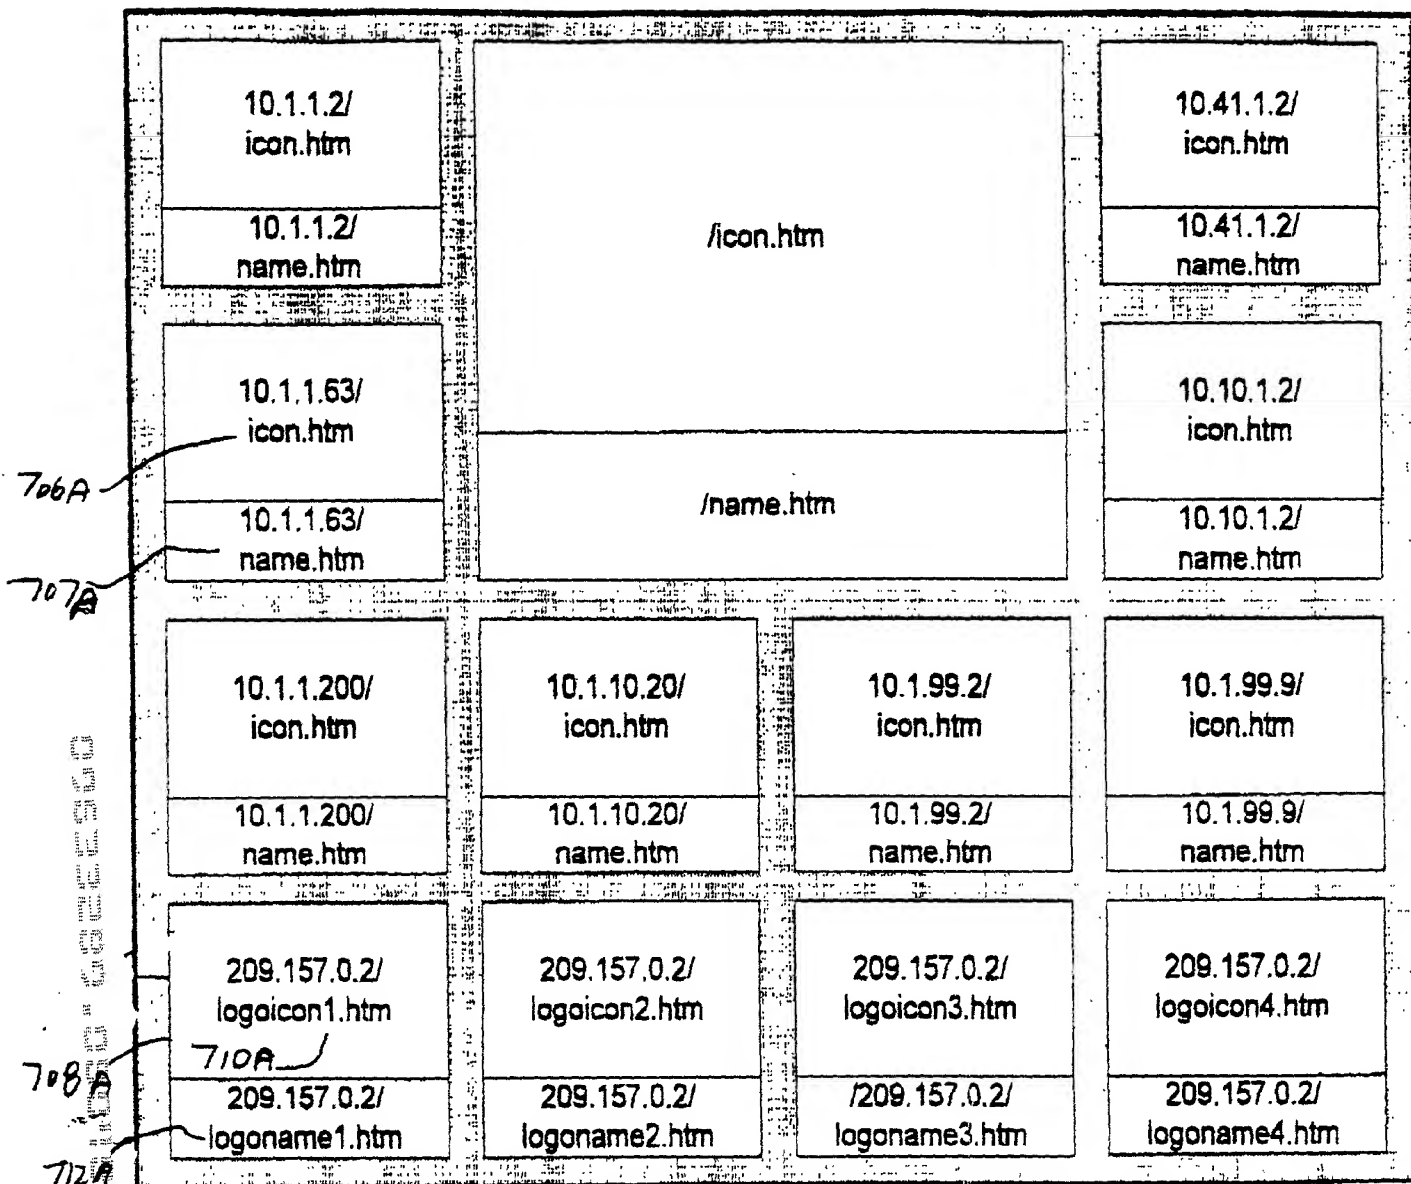 10.1.1.2/
icon.htm
10.1.1.2/
name.htm
/icon.htm
/name.htm
10.41.1.2/
icon.htm
10.41.1.2/
name.htm
10.1.1.63/
icon.htm
706A
10.1.1.63/
name.htm
707A
10.10.1.2/
icon.htm
10.10.1.2/
name.htm
10.1.1.200/
icon.htm
10.1.1.200/
name.htm
10.1.10.20/
icon.htm
10.1.10.20/
name.htm
10.1.99.2/
icon.htm
10.1.99.2/
name.htm
10.1.99.9/
icon.htm
10.1.99.9/
name.htm
209.157.0.2/
logoicon1.htm
710A
708A
209.157.0.2/
logoname1.htm
712A
209.157.0.2/
logoicon2.htm
209.157.0.2/
logoname2.htm
209.157.0.2/
logoicon3.htm
/209.157.0.2/
logoname3.htm
209.157.0.2/
logoicon4.htm
209.157.0.2/
logoname4.htm